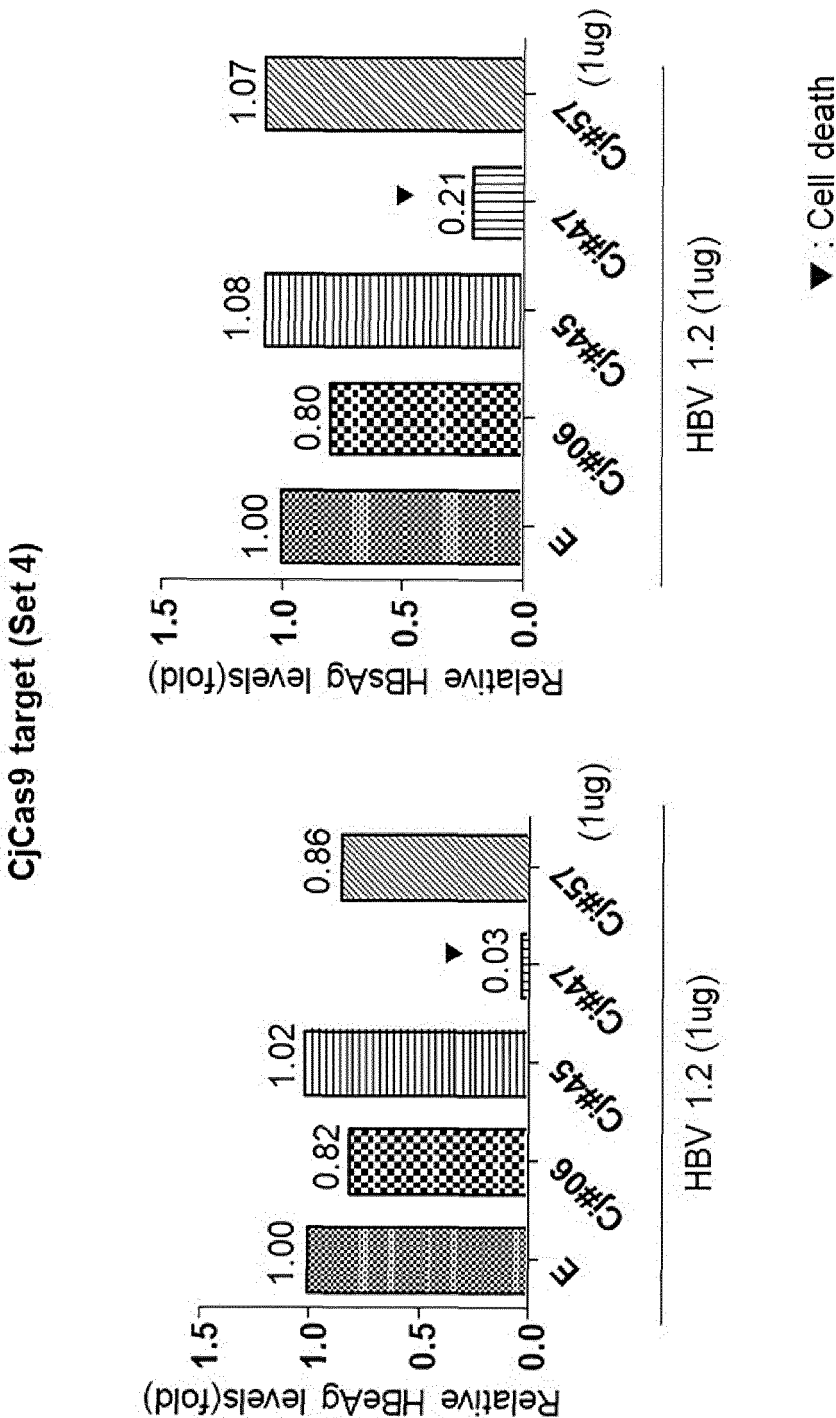 CjCas9 target (Set 4)
Relative HBeAg levels(fold)
1.5
1.0
0.5
0.0
1.00
0.82
1.02
▼
0.03
0.86
E
Cj#06
Cj#45
Cj#47
Cj#57
(1ug)
HBV 1.2 (1ug)
Relative HBsAg levels(fold)
1.5
1.0
0.5
0.0
1.00
0.80
1.08
▼
0.21
1.07
E
Cj#06
Cj#45
Cj#47
Cj#57
(1ug)
HBV 1.2 (1ug)
▼ : Cell death